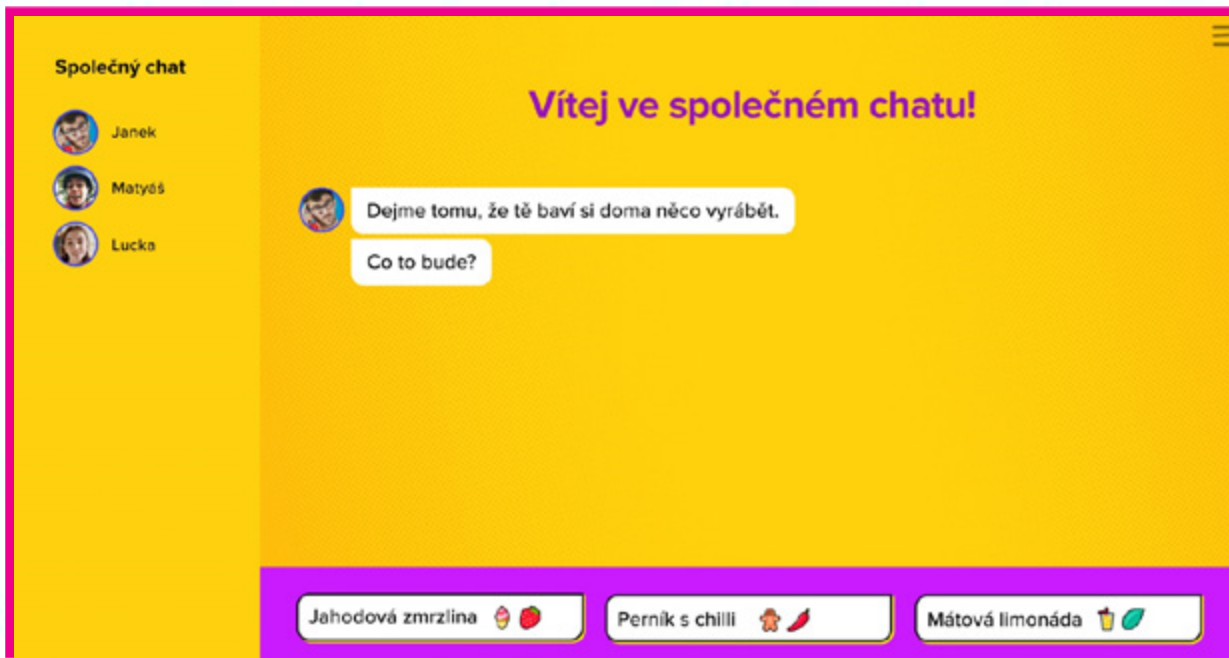 Společný chat
Janek
Matyáš
Lucka
Vítej ve společném chatu!
Dejme tomu, že tě baví si doma něco vyrábět.
Co to bude?
Jahodová zmrzlina
Perník s chilli
Mátová limonáda